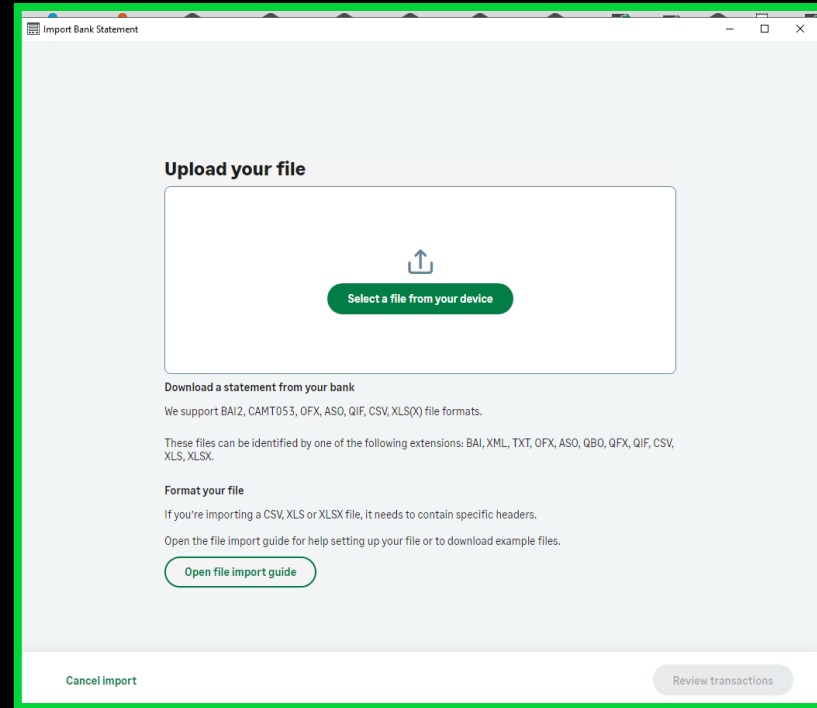 Import Bank Statement
Upload your file
Select a file from your device
Download a statement from your bank
We support BAI2, CAMT053, OFX, ASO, QIF, CSV, XLS(X) file formats.
These files can be identified by one of the following extensions: BAI, XML, TXT, OFX, ASO, QBO, QFX, QIF, CSV,
XLS, XLSX.
Format your file
If you're importing a CSV, XLS or XLSX file, it needs to contain specific headers.
Open the file import guide for help setting up your file or to download example files.
Open file import guide
Cancel import
Review transactions